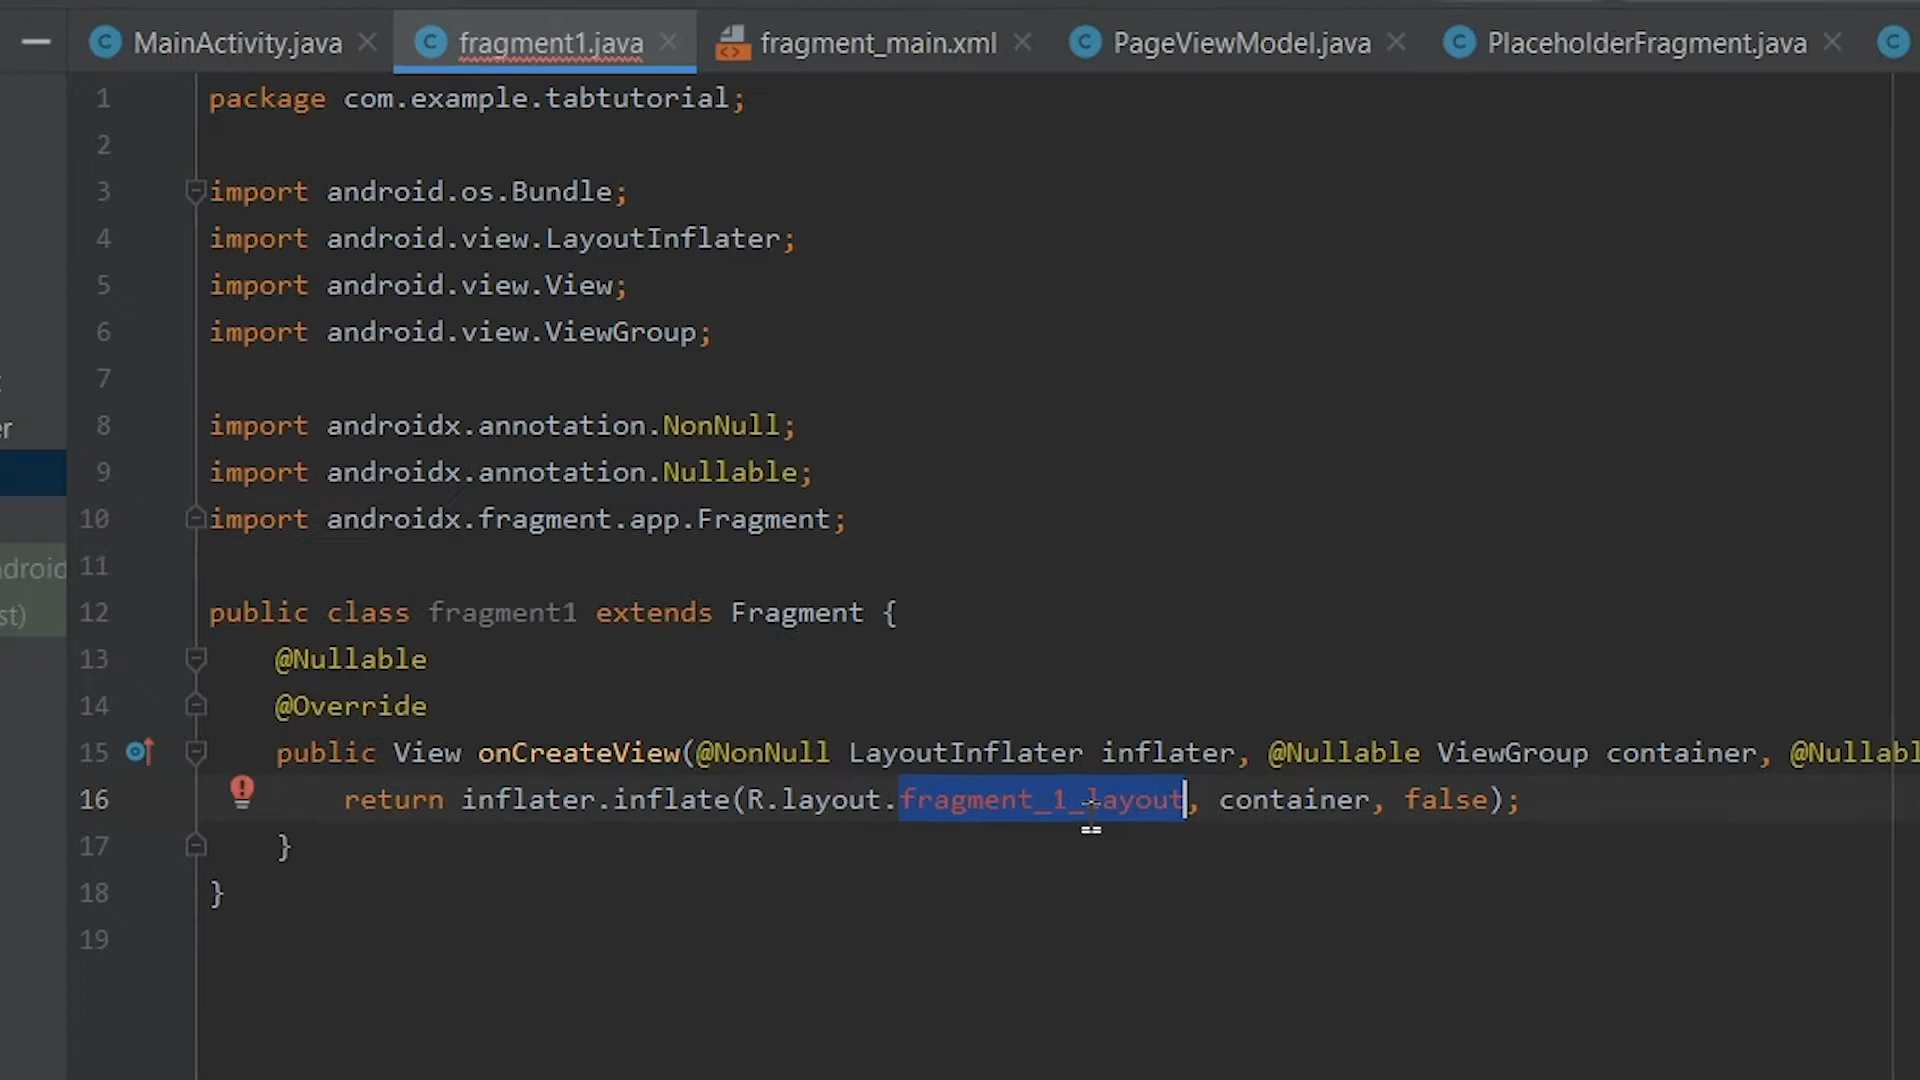 MainActivity.java fragment1.java fragment_main.xml PageViewModel.java PlaceholderFragment.java
1 package com.example.tabtutorial;
2
3 import android.os.Bundle;
4 import android.view.LayoutInflater;
5 import android.view.View;
6 import android.view.ViewGroup;
7
8 import androidx.annotation.NonNull;
9 import androidx.annotation.Nullable;
10 import androidx.fragment.app.Fragment;
11
12 public class fragment1 extends Fragment {
13 @Nullable
14 @Override
15 public View onCreateView(@NonNull LayoutInflater inflater, @Nullable ViewGroup container, @Nullabl
16 return inflater.inflate(R.layout.fragment_1_layout, container, false);
17 }
18 }
19